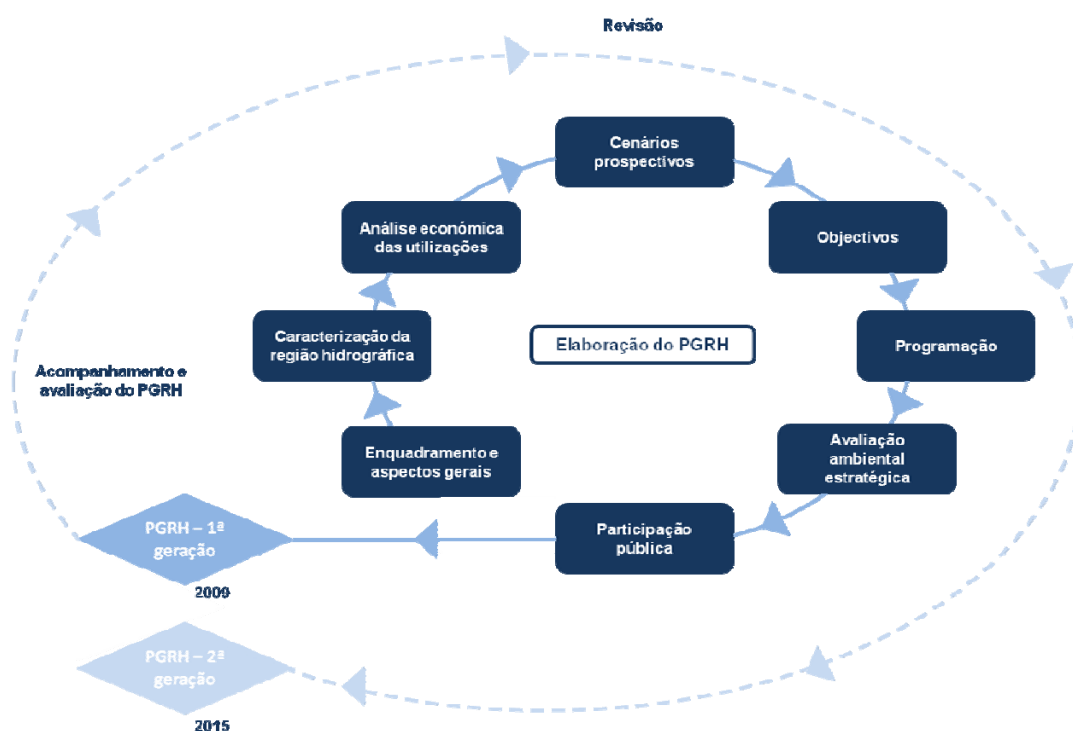 Revisão
Cenários
prospectivos
Análise económica
das utilizações
Objectivos
Caracterização da
região hidrográfica
Elaboração do PGRH
Programação
Acompanhamento e
avaliação do PGRH
Enquadramento e
aspectos gerais
Avaliação
ambiental
estratégica
Participação
pública
PGRH – 1ª
geração
2009
PGRH – 2ª
geração
2015